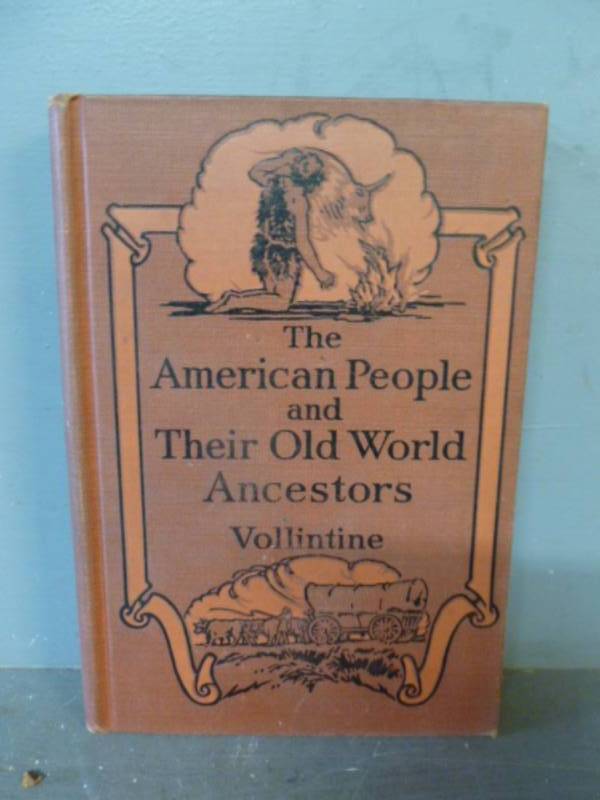 The
American People
and
Their Old World
Ancestors
Vollintine